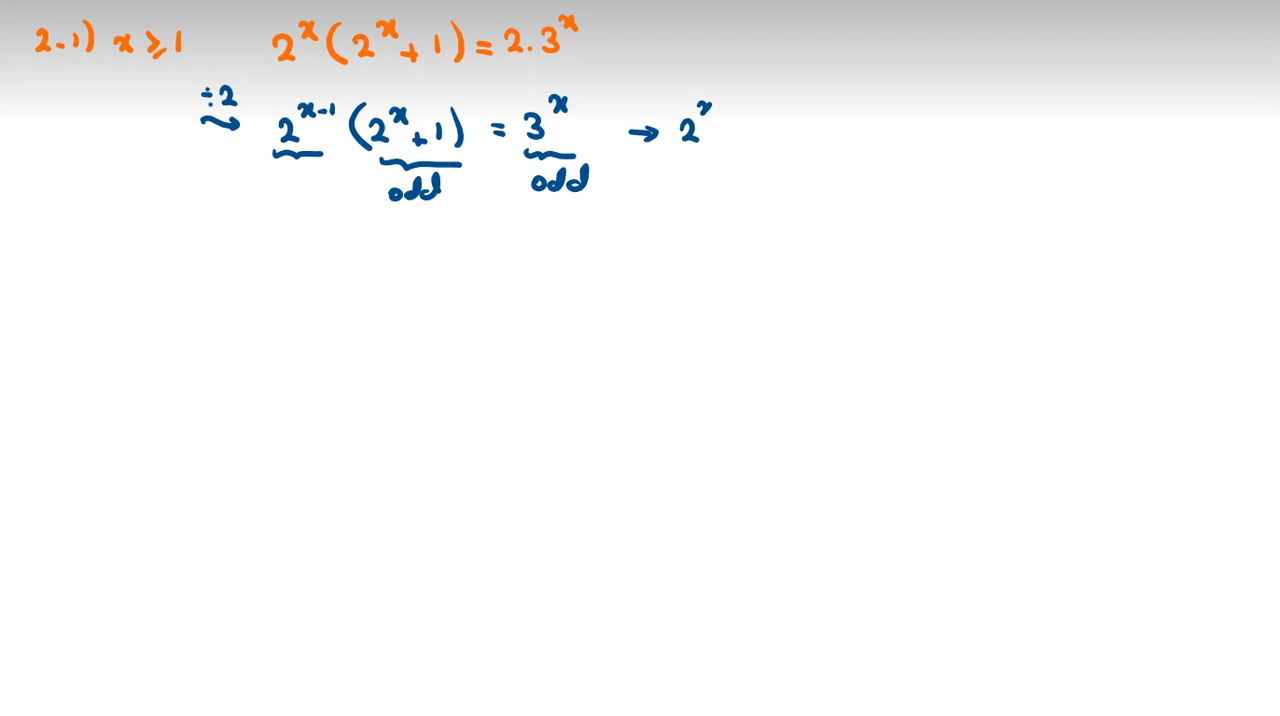 2-1) x ≥ 1 2^x (2^x + 1) = 2.3^x
÷2
⟿ 2^{x-1} (2^x + 1) = 3^x → 2^x
odd odd